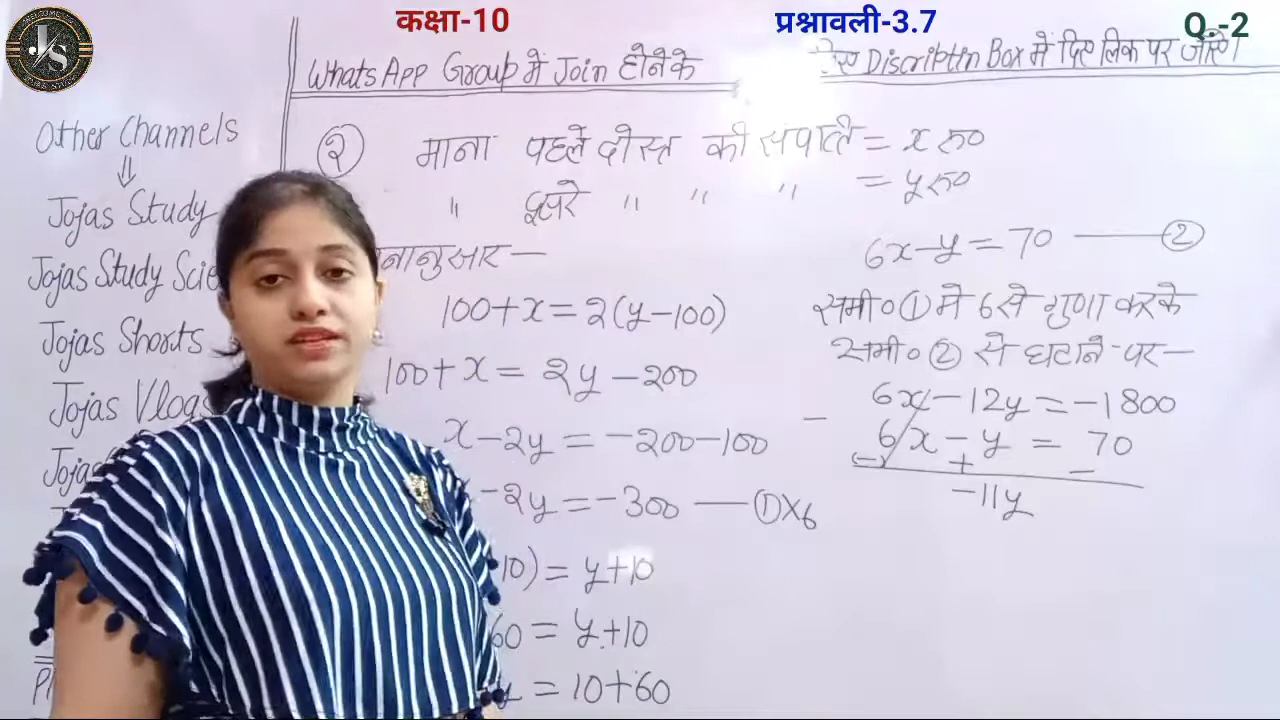 कक्षा-10
प्रश्नावली-3.7
Q.-2
JS
WhatsApp Group में Join होने के
Discriptin Box में दिए लिंक पर जाएं।
Other Channels
⇓
Jojas Study
Jojas Study Scie
Jojas Shorts
Jojas Vlogs
Joja
② माना पहले दोस्त की संपत्ति = x रु०
" दूसरे " " " = y रु०
नानुसार —
100+x = 2(y-100)
100+x = 2y-200
x-2y = -200-100
-2y = -300 — ①×6
10) = y+10
60 = y+10
y = 10+60
6x-y = 70 — ②
समी० ① में 6 से गुणा करके
समी० ② से घटाने पर —
6x-12y = -1800
- 6x-y = 70
(-) + -
-11y